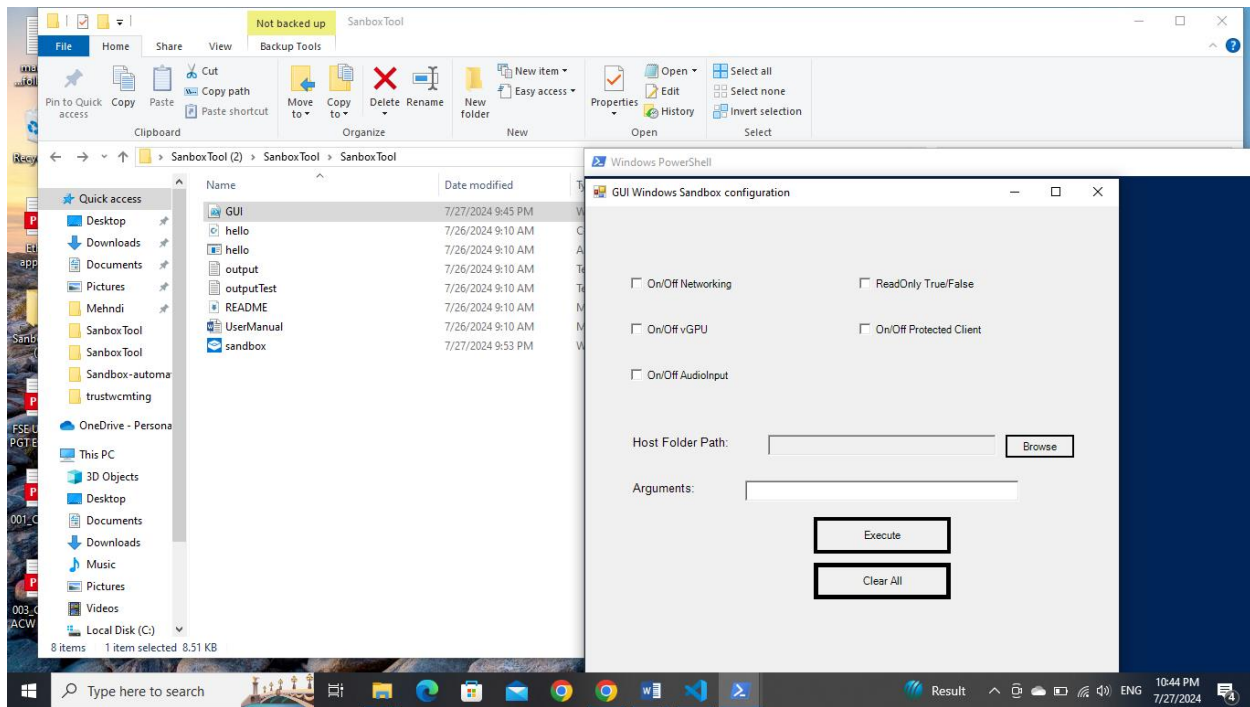 Not backed up SanboxTool
File Home Share View Backup Tools
Pin to Quick access
Copy
Paste
Cut
Copy path
Paste shortcut
Move to
Copy to
Delete
Rename
New folder
New item
Easy access
Properties
Open
Edit
History
Select all
Select none
Invert selection
Clipboard Organize New Open Select
SanboxTool (2) > SanboxTool > SanboxTool
Name Date modified
Quick access
Desktop
Downloads
Documents
Pictures
Mehndi
SanboxTool
SanboxTool
Sandbox-automa
trustwcmting
OneDrive - Persona
This PC
3D Objects
Desktop
Documents
Downloads
Music
Pictures
Videos
Local Disk (C:)
GUI 7/27/2024 9:45 PM
hello 7/26/2024 9:10 AM
hello 7/26/2024 9:10 AM
output 7/26/2024 9:10 AM
outputTest 7/26/2024 9:10 AM
README 7/26/2024 9:10 AM
UserManual 7/26/2024 9:10 AM
sandbox 7/27/2024 9:53 PM
8 items 1 item selected 8.51 KB
Windows PowerShell
GUI Windows Sandbox configuration
On/Off Networking ReadOnly True/False
On/Off vGPU On/Off Protected Client
On/Off AudioInput
Host Folder Path: Browse
Arguments:
Execute
Clear All
Type here to search
Result
ENG
10:44 PM
7/27/2024
4